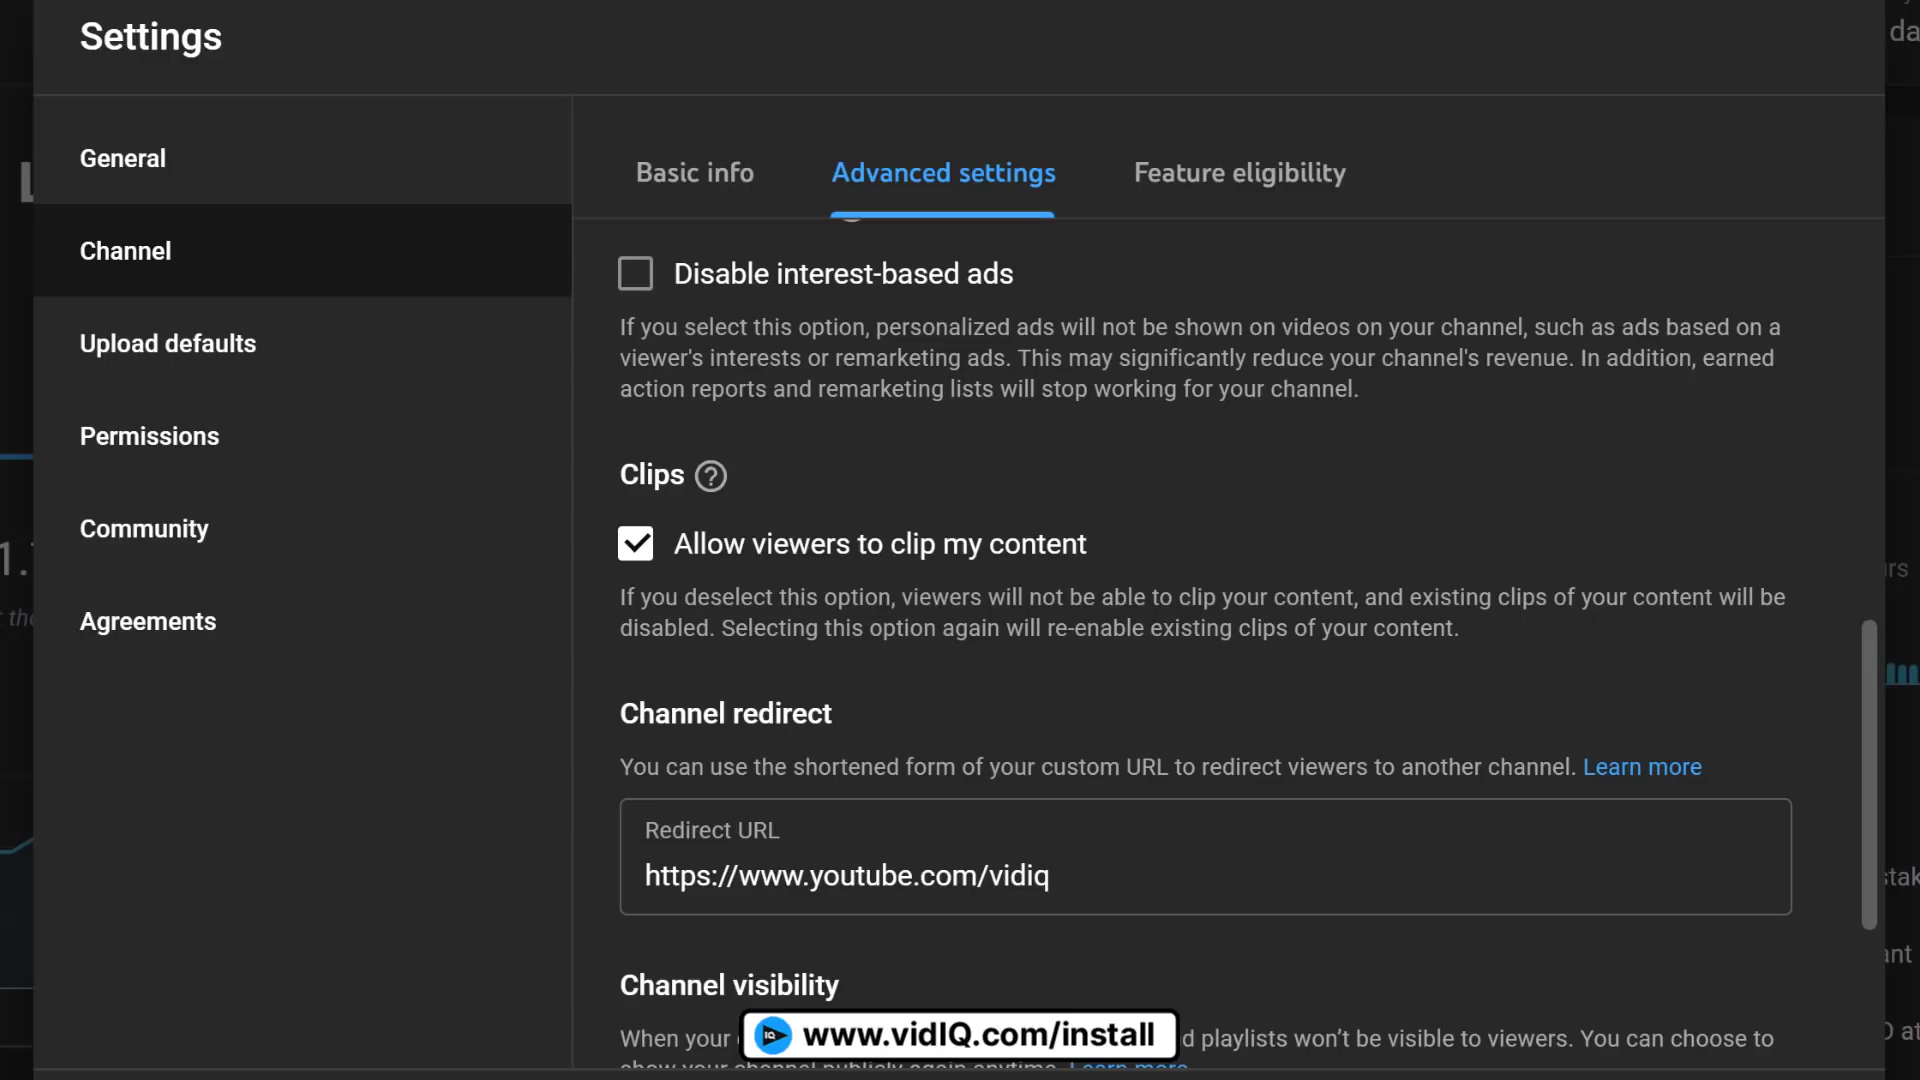 Settings
General
Channel
Upload defaults
Permissions
Community
Agreements
Basic info
Advanced settings
Feature eligibility
Disable interest-based ads
If you select this option, personalized ads will not be shown on videos on your channel, such as ads based on a
viewer's interests or remarketing ads. This may significantly reduce your channel's revenue. In addition, earned
action reports and remarketing lists will stop working for your channel.
Clips
Allow viewers to clip my content
If you deselect this option, viewers will not be able to clip your content, and existing clips of your content will be
disabled. Selecting this option again will re-enable existing clips of your content.
Channel redirect
You can use the shortened form of your custom URL to redirect viewers to another channel. Learn more
Redirect URL
https://www.youtube.com/vidiq
Channel visibility
When your
playlists won’t be visible to viewers. You can choose to
show your channel publicly again anytime. Learn more
www.vidIQ.com/install